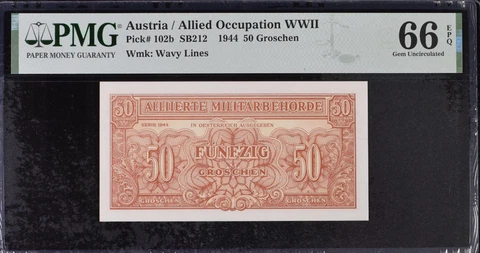 PMG
PAPER MONEY GUARANTY
Austria / Allied Occupation WWII
Pick# 102b SB212 1944 50 Groschen
Wmk: Wavy Lines
66 EPQ
Gem Uncirculated
50 ALLIIERTE MILITÄRBEHÖRDE 50
SERIE 1944
IN OESTERREICH AUSGEGEBEN
50 FÜNFZIG 50
GROSCHEN
GROSCHEN GROSCHEN